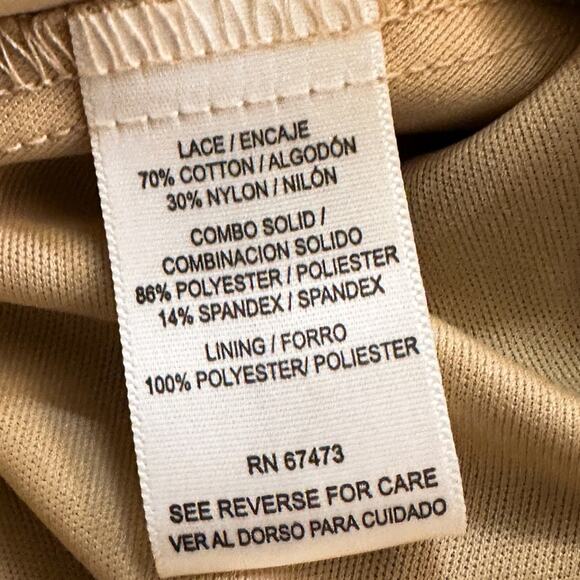 LACE / ENCAJE
70% COTTON / ALGODÓN
30% NYLON / NILÓN
COMBO SOLID /
COMBINACION SOLIDO
86% POLYESTER / POLIESTER
14% SPANDEX / SPANDEX
LINING / FORRO
100% POLYESTER/ POLIESTER
RN 67473
SEE REVERSE FOR CARE
VER AL DORSO PARA CUIDADO